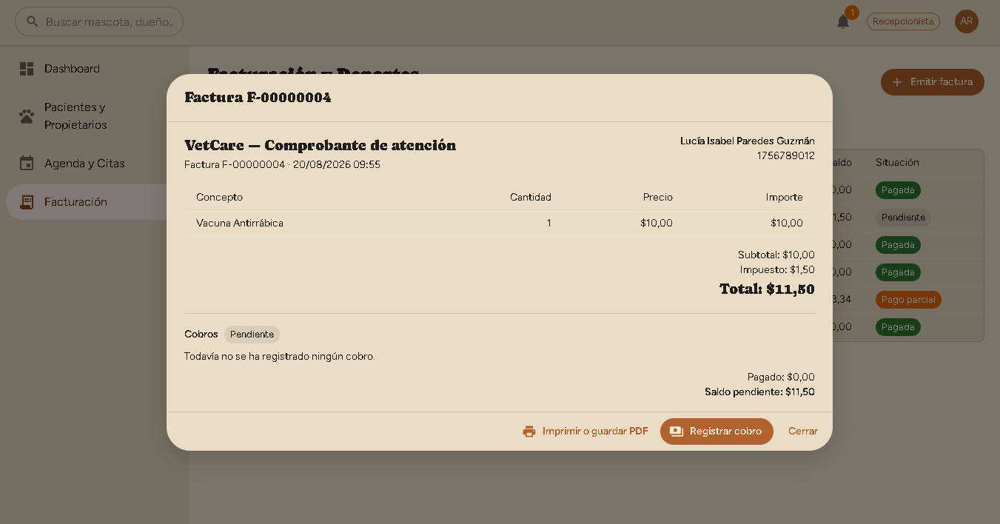 Buscar mascota, dueño..
1
Recepcionista
AR
Dashboard
Pacientes y
Propietarios
Agenda y Citas
Facturación
Facturación
Emitir factura
Factura F-00000004
VetCare — Comprobante de atención
Factura F-00000004 · 20/08/2026 09:55
Lucía Isabel Paredes Guzmán
1756789012
Concepto Cantidad Precio Importe
Vacuna Antirrábica 1 $10,00 $10,00
Subtotal: $10,00
Impuesto: $1,50
Total: $11,50
Cobros Pendiente
Todavía no se ha registrado ningún cobro.
Pagado: $0,00
Saldo pendiente: $11,50
Imprimir o guardar PDF
Registrar cobro
Cerrar
aldo Situación
0,00 Pagada
1,50 Pendiente
0,00 Pagada
0,00 Pagada
3,34 Pago parcial
0,00 Pagada